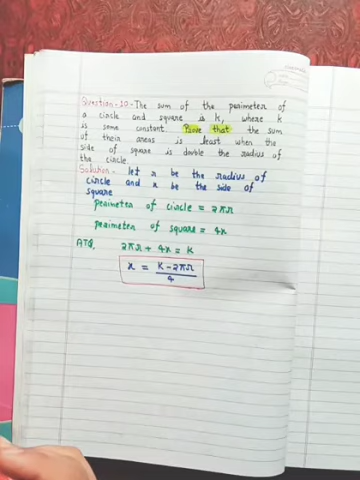 Question-10- The sum of the perimeter of
a circle and square is k, where k
is some constant. Prove that the sum
of their areas is least when the
side of square is double the radius of
the circle.
Solution - let r be the radius of
circle and x be the side of
square
perimeter of circle = 2πr
perimeter of square = 4x
ATQ, 2πr + 4x = K
x = K - 2πr / 4